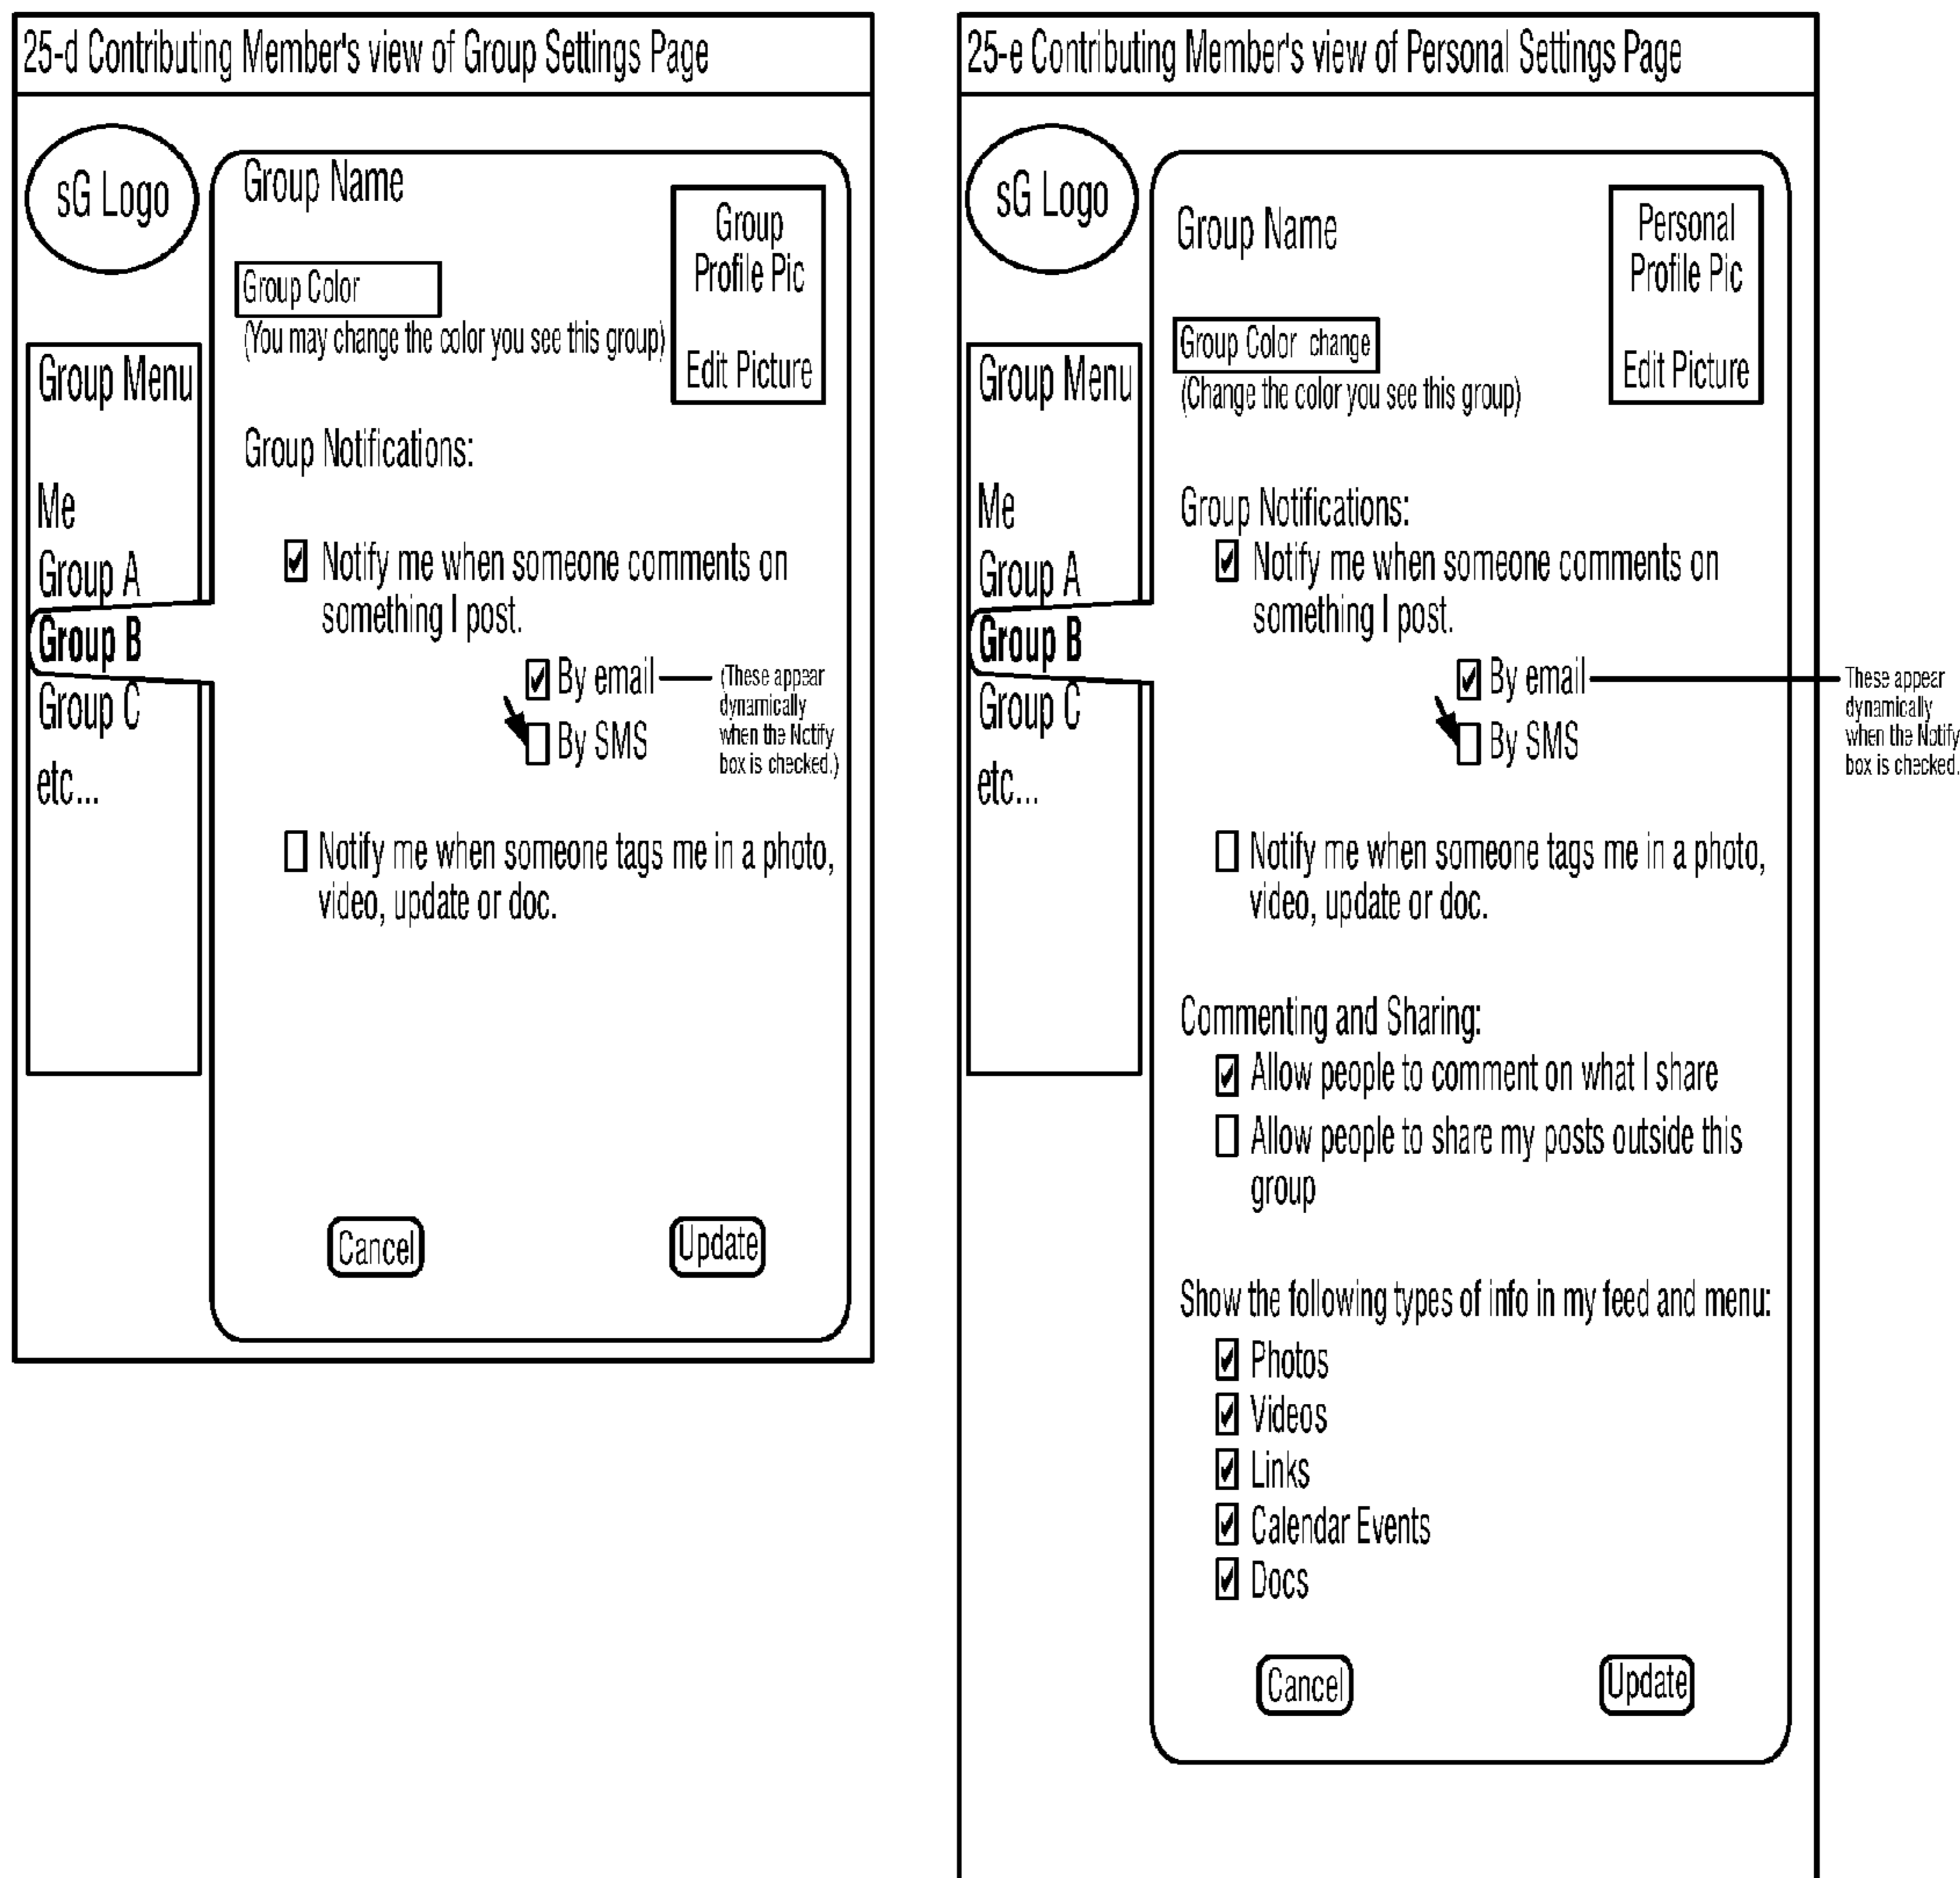 25-d Contributing Member's view of Group Settings Page
sG Logo
Group Menu
Me
Group A
Group B
Group C
etc...
Group Name
Group
Profile Pic
Edit Picture
Group Color
(You may change the color you see this group)
Group Notifications:
Notify me when someone comments on
something I post.
By email
By SMS
(These appear
dynamically
when the Notify
box is checked.)
Notify me when someone tags me in a photo,
video, update or doc.
Cancel
Update
25-e Contributing Member's view of Personal Settings Page
sG Logo
Group Menu
Me
Group A
Group B
Group C
etc...
Group Name
Personal
Profile Pic
Edit Picture
Group Color change
(Change the color you see this group)
Group Notifications:
Notify me when someone comments on
something I post.
By email
By SMS
These appear
dynamically
when the Notify
box is checked.
Notify me when someone tags me in a photo,
video, update or doc.
Commenting and Sharing:
Allow people to comment on what I share
Allow people to share my posts outside this
group
Show the following types of info in my feed and menu:
Photos
Videos
Links
Calendar Events
Docs
Cancel
Update